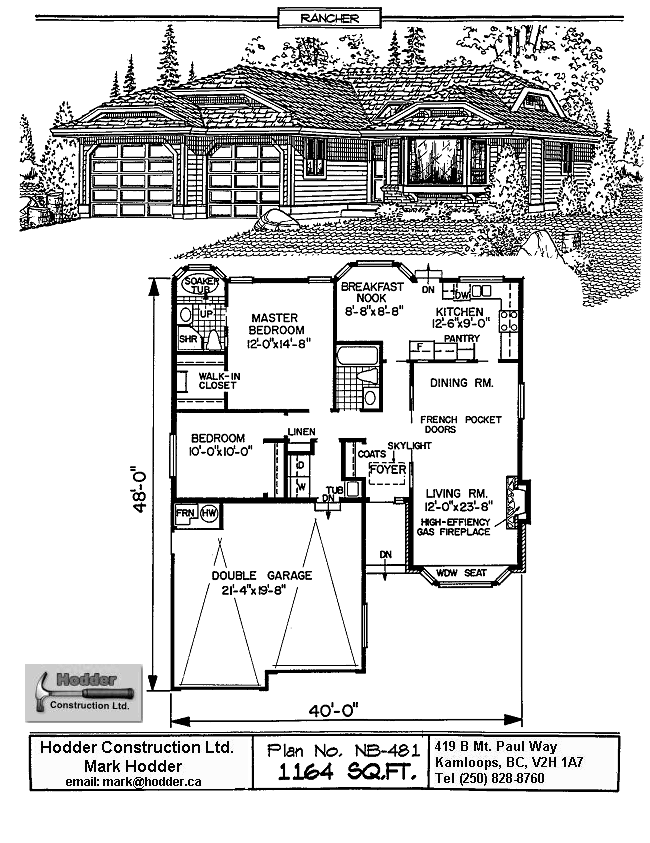 RANCHER
SOAKER
TUB
UP
SHR
MASTER
BEDROOM
12'-0"x14'-8"
BREAKFAST
NOOK
8'-8"x8'-8"
DN
DW
KITCHEN
12'-6"x9'-0"
PANTRY
F
WALK-IN
CLOSET
DINING RM.
FRENCH POCKET
DOORS
LINEN
BEDROOM
10'-0"x10'-0"
SKYLIGHT
COATS
FOYER
D
W
TUB
DN
LIVING RM.
12'-0"x23'-8"
HIGH-EFFIENCY
GAS FIREPLACE
FRN
HW
DN
WDW SEAT
DOUBLE GARAGE
21'-4"x19'-8"
48'-0"
40'-0"
Hodder
Construction Ltd.
Hodder Construction Ltd.
Mark Hodder
email: mark@hodder.ca
Plan No. NB-481
1164 SQ.FT.
419 B Mt. Paul Way
Kamloops, BC, V2H 1A7
Tel (250) 828-8760